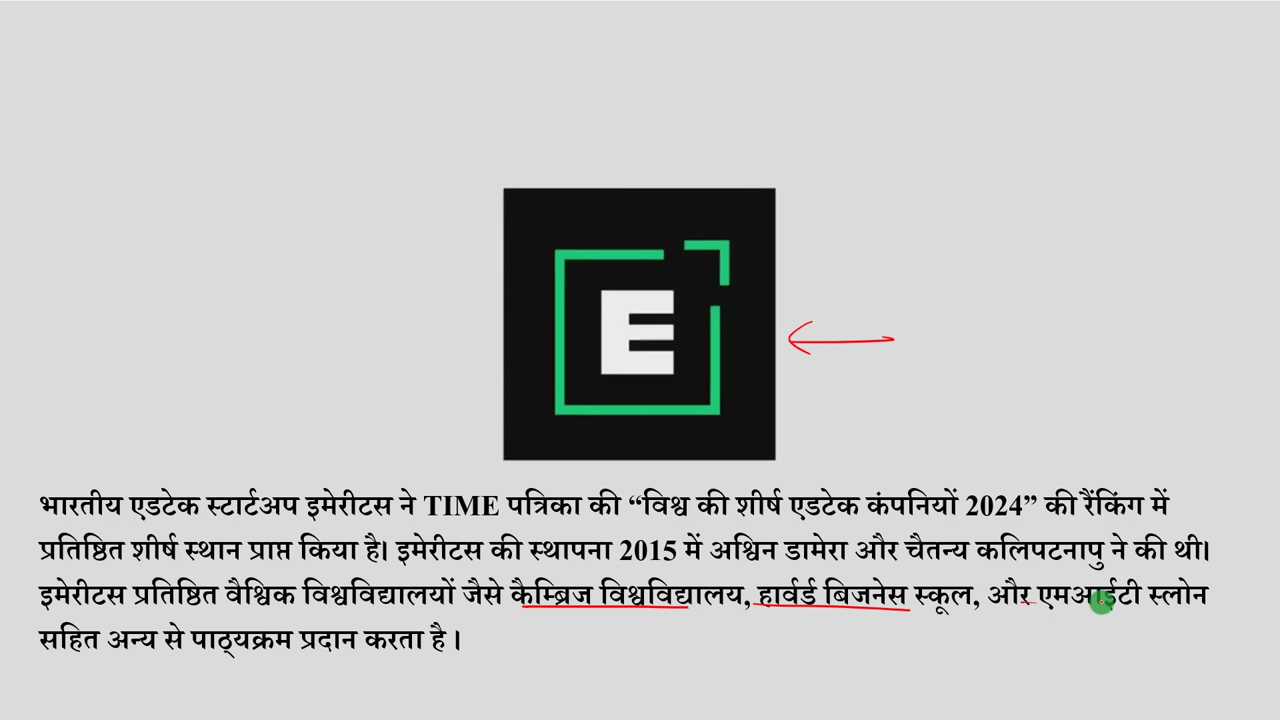 E
भारतीय एडटेक स्टार्टअप इमेरीटस ने TIME पत्रिका की “विश्व की शीर्ष एडटेक कंपनियों 2024” की रैंकिंग में
प्रतिष्ठित शीर्ष स्थान प्राप्त किया है। इमेरीटस की स्थापना 2015 में अश्विन डामेरा और चैतन्य कलिपटनापु ने की थी।
इमेरीटस प्रतिष्ठित वैश्विक विश्वविद्यालयों जैसे कैम्ब्रिज विश्वविद्यालय, हार्वर्ड बिजनेस स्कूल, और एमआईटी स्लोन
सहित अन्य से पाठ्यक्रम प्रदान करता है ।